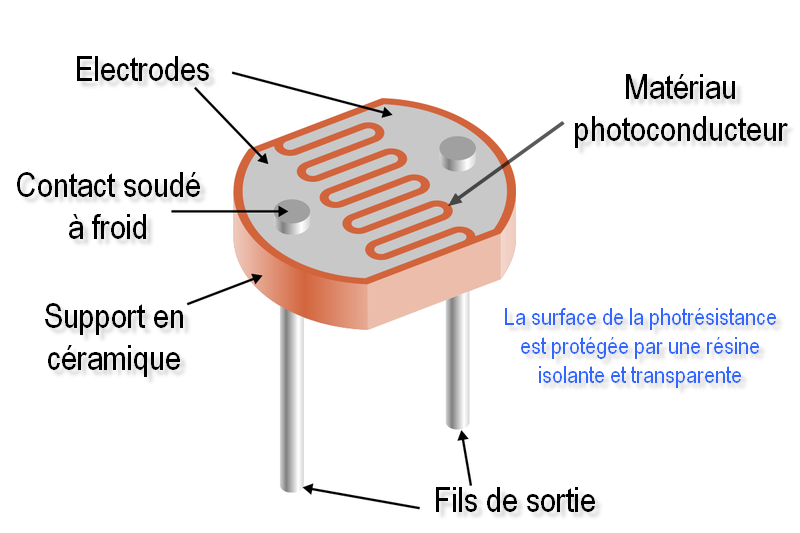 Electrodes
Matériau
photoconducteur
Contact soudé
à froid
Support en
céramique
La surface de la photrésistance
est protégée par une résine
isolante et transparente
Fils de sortie